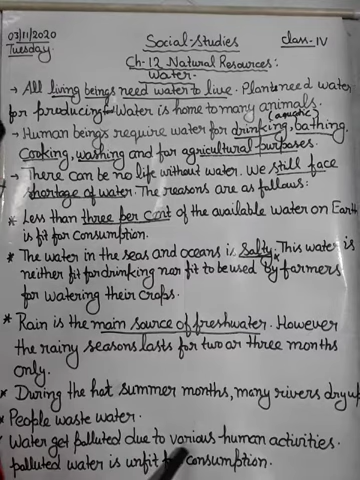 03/11/2020
Tuesday
Social-Studies
Class-IV
Ch-12 Natural Resources:
Water-
→ All living beings need water to live. Plants need water
for producing food. Water is home to many animals.
(aquatic)
→ Human beings require water for drinking, bathing,
Cooking, washing and for agricultural purposes.
→ There can be no life without water. We still face
shortage of water. The reasons are as follows:
* Less than three per cent of the available water on Earth
is fit for Consumption.
* The water in the seas and oceans is salty. This water is
neither fit for drinking nor fit to be used by farmers
for watering their crops.
* Rain is the main source of freshwater. However
the rainy seasons lasts for two or three months
only.
* During the hot summer months, many rivers dry up
* People waste water.
* Water get polluted due to various human activities.
polluted water is unfit for consumption.